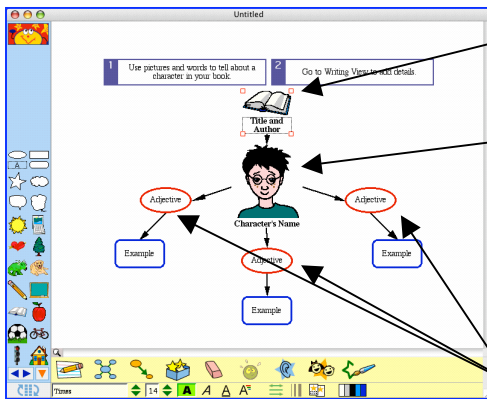 Untitled
1 Use pictures and words to tell about a
character in your book.
2 Go to Writing View to add details.
Title and
Author
Adjective
Adjective
Character's Name
Adjective
Example
Example
Example
A
Times
14
A A A A